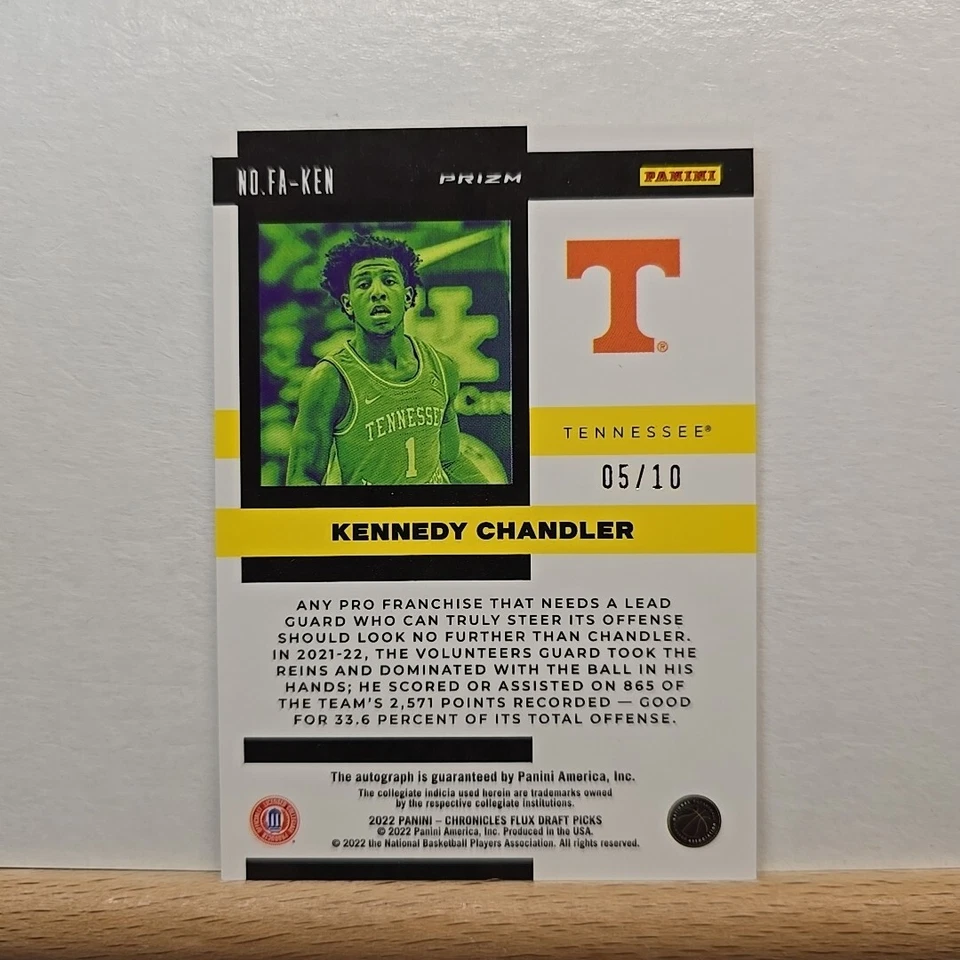 NO.FA-KEN
PRIZM
PANINI
T®
TENNESSEE
1
TENNESSEE®
05/10
KENNEDY CHANDLER
ANY PRO FRANCHISE THAT NEEDS A LEAD
GUARD WHO CAN TRULY STEER ITS OFFENSE
SHOULD LOOK NO FURTHER THAN CHANDLER.
IN 2021-22, THE VOLUNTEERS GUARD TOOK THE
REINS AND DOMINATED WITH THE BALL IN HIS
HANDS; HE SCORED OR ASSISTED ON 865 OF
THE TEAM'S 2,571 POINTS RECORDED — GOOD
FOR 33.6 PERCENT OF ITS TOTAL OFFENSE.
The autograph is guaranteed by Panini America, Inc.
The collegiate indicia used herein are trademarks owned
by the respective collegiate institutions.
2022 PANINI – CHRONICLES FLUX DRAFT PICKS
© 2022 Panini America, Inc. Produced in the USA.
© 2022 the National Basketball Players Association. All rights reserved.